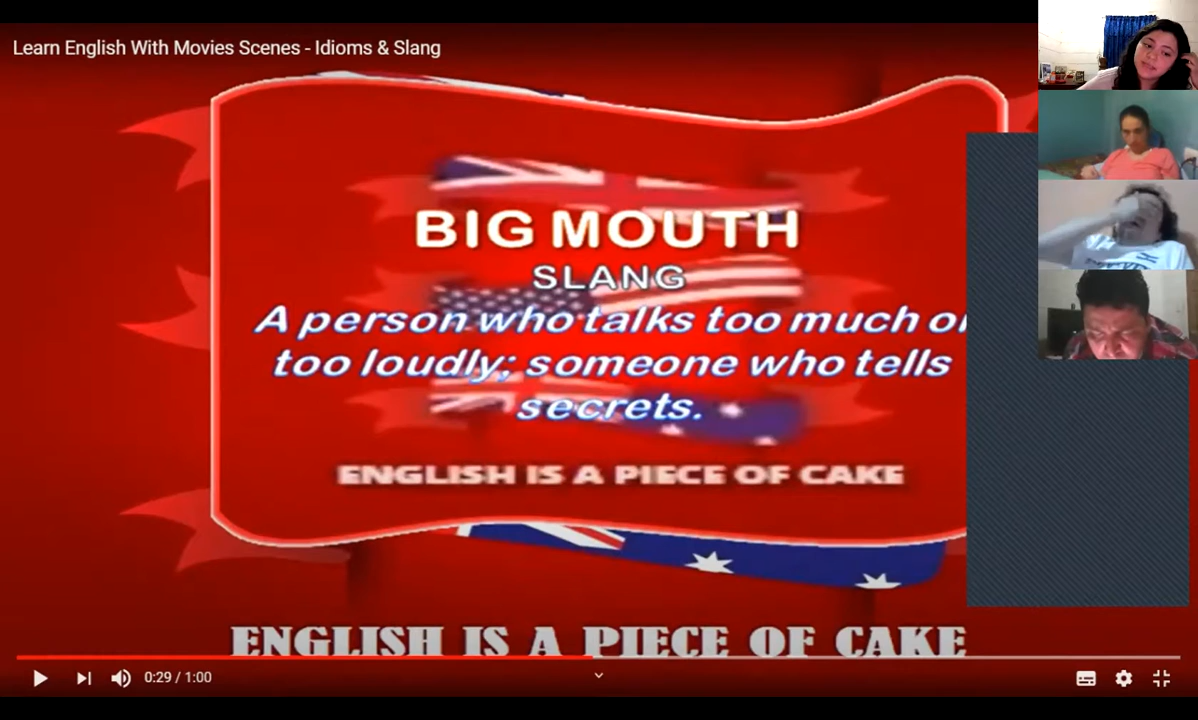 Learn English With Movies Scenes - Idioms & Slang
BIG MOUTH
SLANG
A person who talks too much or
too loudly; someone who tells
secrets.
ENGLISH IS A PIECE OF CAKE
ENGLISH IS A PIECE OF CAKE
0:29 / 1:00